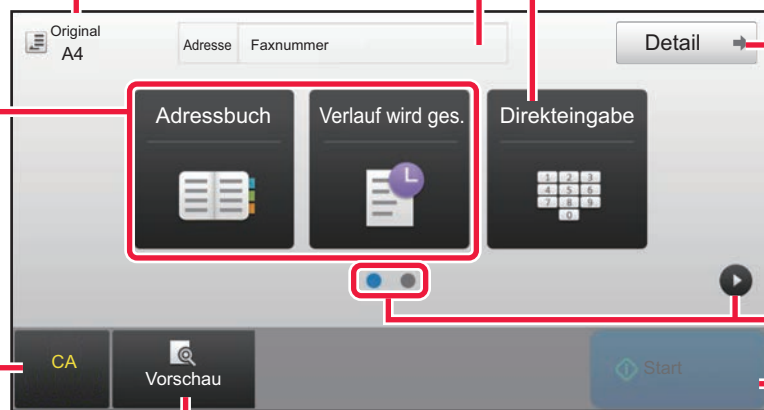 Original
A4
Adresse Faxnummer
Detail
Adressbuch
Verlauf wird ges.
Direkteingabe
1 2 3
4 5 6
7 8 9
0
CA
Vorschau
Start